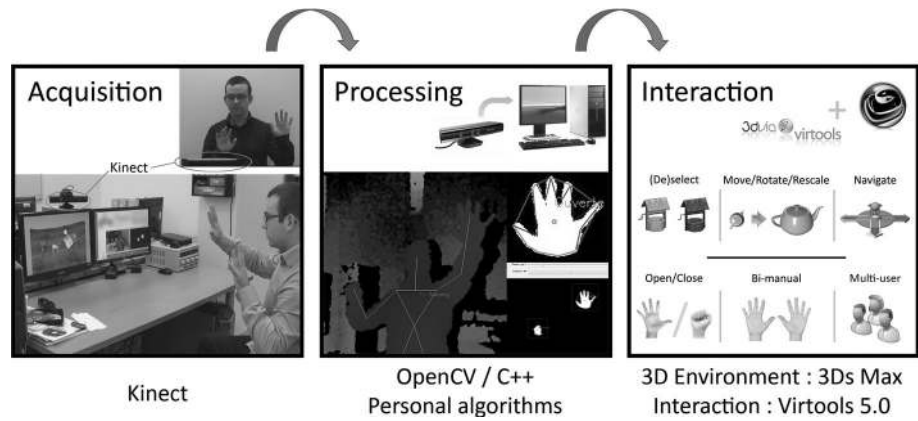 Acquisition
Kinect
Kinect
Processing
Ouverte
OpenCV / C++
Personal algorithms
Interaction
3dvia virtools
(De)select
Move/Rotate/Rescale
Navigate
Open/Close
Bi-manual
Multi-user
3D Environment : 3Ds Max
Interaction : Virtools 5.0